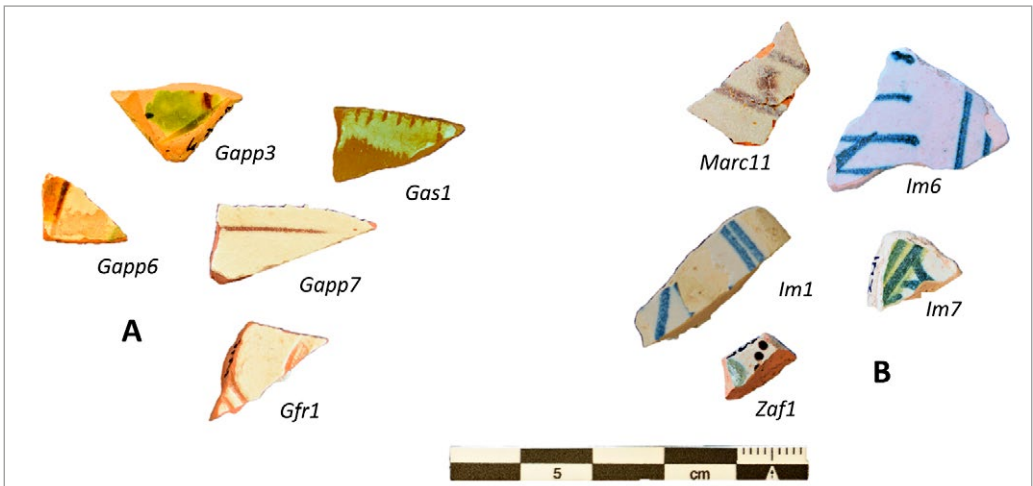 Gapp3
Gas1
Gapp6
Gapp7
A
Gfr1
Marc11
Im6
Im1
Im7
Zaf1
B
5 cm